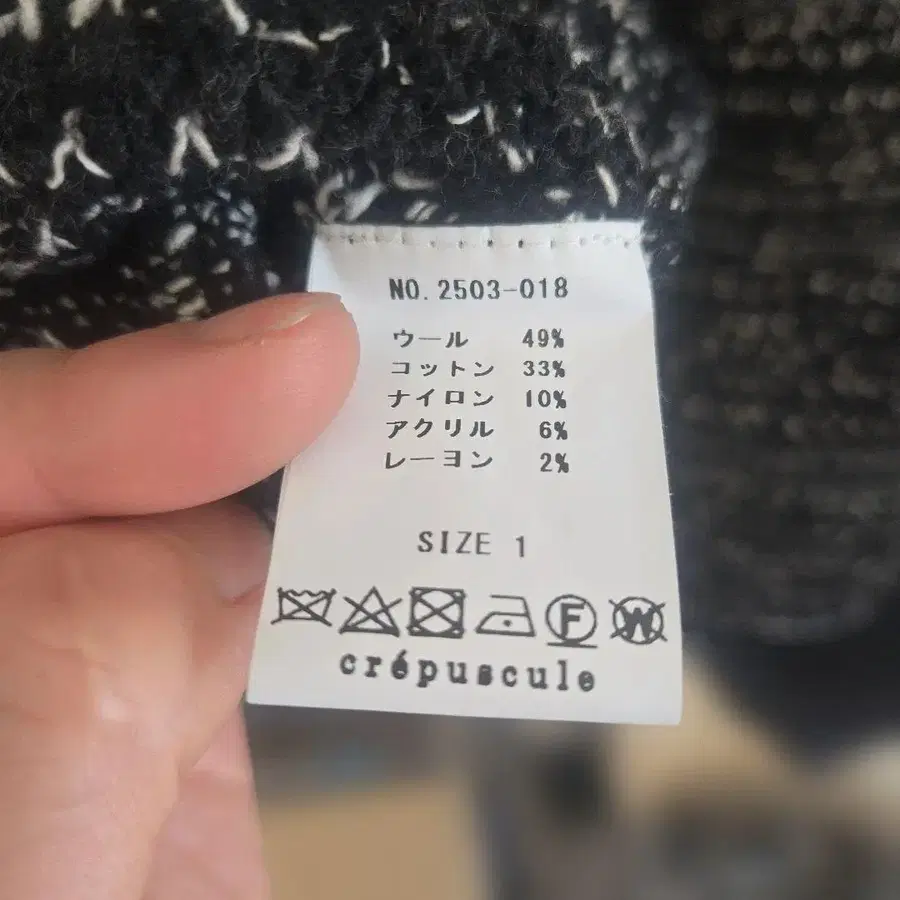 NO. 2503-018
ウール 49%
コットン 33%
ナイロン 10%
アクリル 6%
レーヨン 2%
SIZE 1
F W
crépuscule